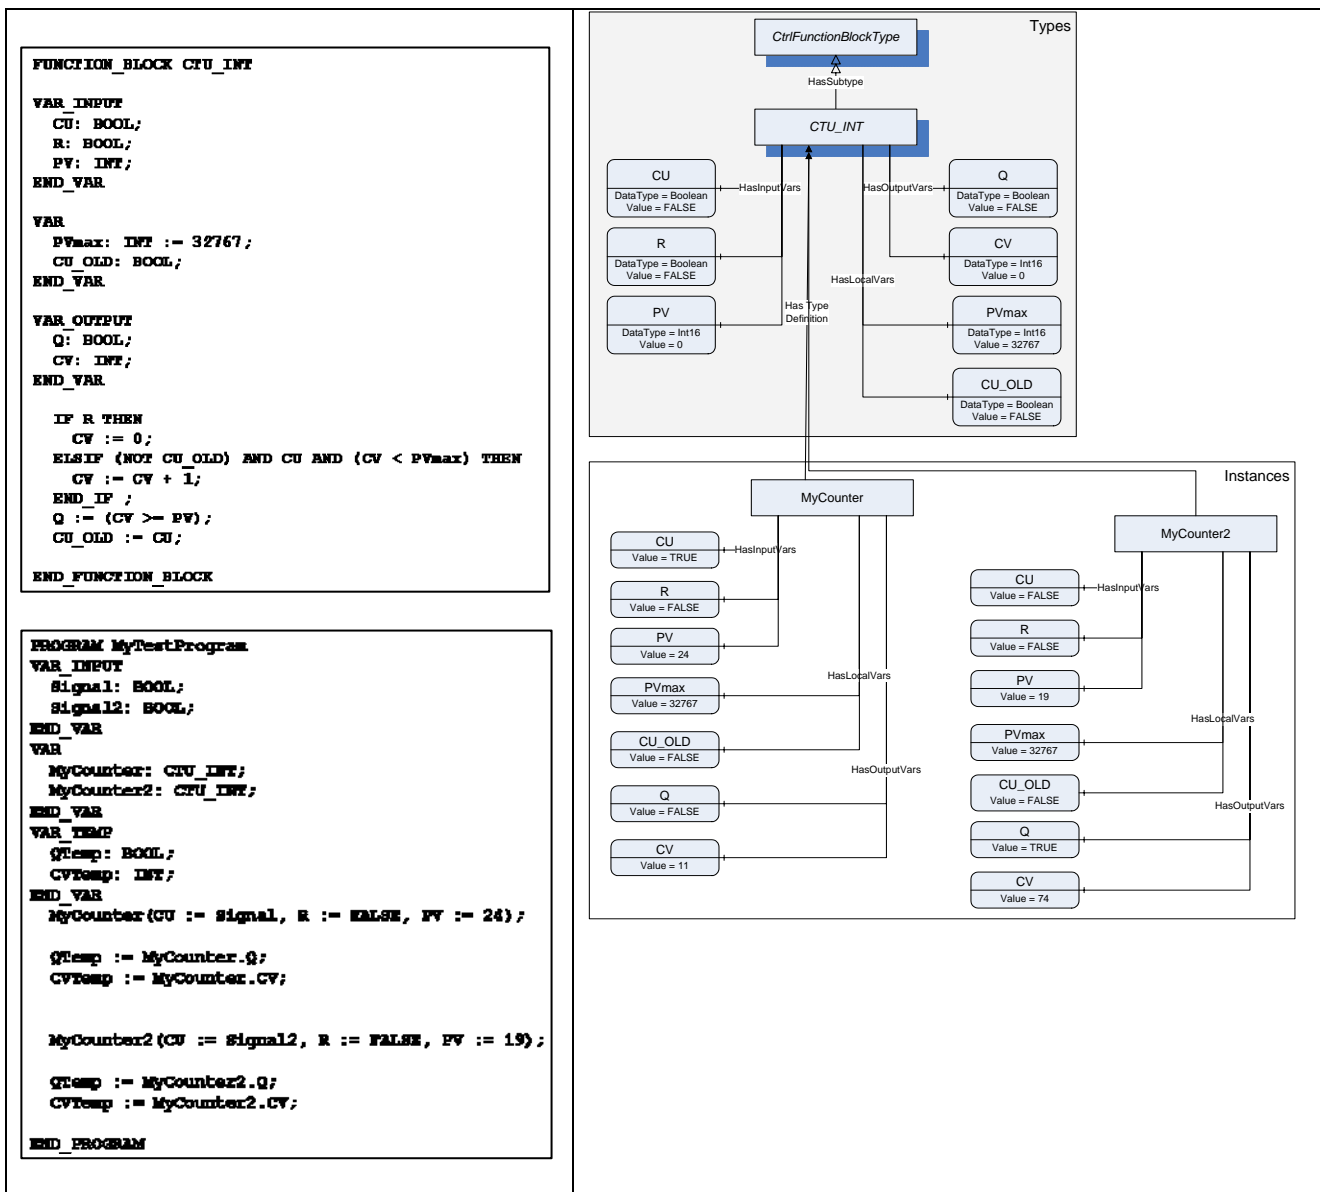 FUNCTION_BLOCK CTU_INT
VAR_INPUT
CU: BOOL;
R: BOOL;
PV: INT;
END_VAR
VAR
PVmax: INT := 32767;
CU_OLD: BOOL;
END_VAR
VAR_OUTPUT
Q: BOOL;
CV: INT;
END_VAR
IF R THEN
CV := 0;
ELSIF (NOT CU_OLD) AND CU AND (CV < PVmax) THEN
CV := CV + 1;
END_IF ;
Q := (CV >= PV);
CU_OLD := CU;
END_FUNCTION_BLOCK
PROGRAM MyTestProgram
VAR_INPUT
Signal: BOOL;
Signal2: BOOL;
END_VAR
VAR
MyCounter: CTU_INT;
MyCounter2: CTU_INT;
END_VAR
VAR_TEMP
QTemp: BOOL;
CVTemp: INT;
END_VAR
MyCounter(CU := Signal, R := FALSE, PV := 24);
QTemp := MyCounter.Q;
CVTemp := MyCounter.CV;
MyCounter2(CU := Signal2, R := FALSE, PV := 19);
QTemp := MyCounter2.Q;
CVTemp := MyCounter2.CV;
END_PROGRAM
Types
CtrlFunctionBlockType
HasSubtype
CTU_INT
CU
DataType = Boolean
Value = FALSE
HasInputVars
R
DataType = Boolean
Value = FALSE
PV
DataType = Int16
Value = 0
Has Type
Definition
HasOutputVars
Q
DataType = Boolean
Value = FALSE
CV
DataType = Int16
Value = 0
HasLocalVars
PVmax
DataType = Int16
Value = 32767
CU_OLD
DataType = Boolean
Value = FALSE
Instances
MyCounter
CU
Value = TRUE
HasInputVars
R
Value = FALSE
PV
Value = 24
HasLocalVars
PVmax
Value = 32767
CU_OLD
Value = FALSE
HasOutputVars
Q
Value = FALSE
CV
Value = 11
MyCounter2
CU
Value = FALSE
HasInputVars
R
Value = FALSE
PV
Value = 19
HasLocalVars
PVmax
Value = 32767
CU_OLD
Value = FALSE
HasOutputVars
Q
Value = TRUE
CV
Value = 74